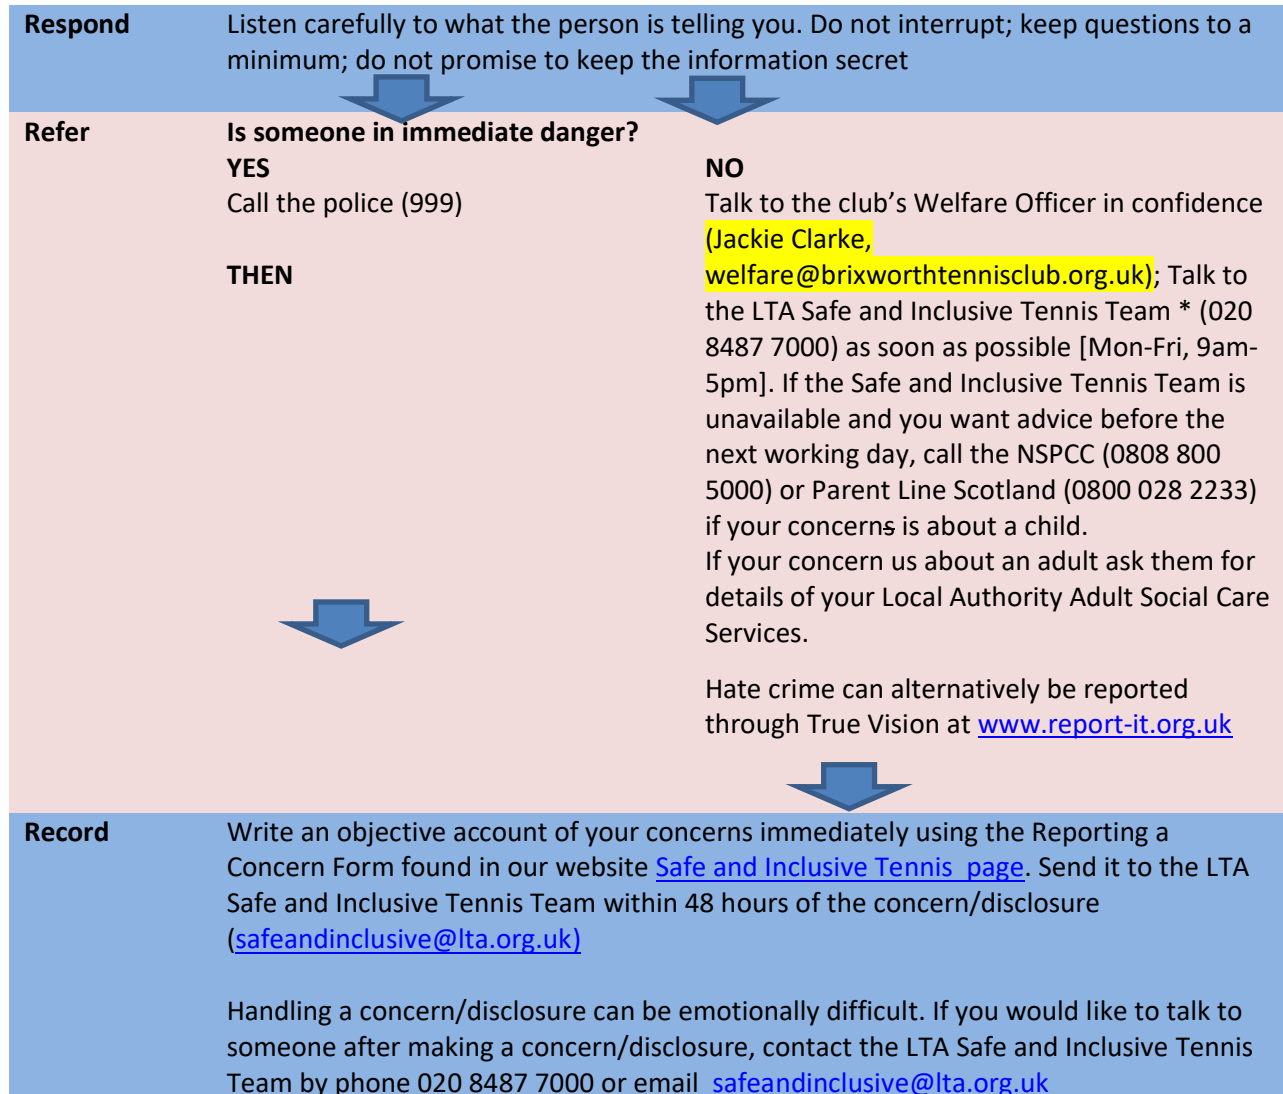 Respond Listen carefully to what the person is telling you. Do not interrupt; keep questions to a
minimum; do not promise to keep the information secret
Refer Is someone in immediate danger?
YES
Call the police (999)
THEN
NO
Talk to the club’s Welfare Officer in confidence
(Jackie Clarke,
welfare@brixworthtennisclub.org.uk); Talk to
the LTA Safe and Inclusive Tennis Team * (020
8487 7000) as soon as possible [Mon-Fri, 9am-
5pm]. If the Safe and Inclusive Tennis Team is
unavailable and you want advice before the
next working day, call the NSPCC (0808 800
5000) or Parent Line Scotland (0800 028 2233)
if your concerns is about a child.
If your concern us about an adult ask them for
details of your Local Authority Adult Social Care
Services.
Hate crime can alternatively be reported
through True Vision at www.report-it.org.uk
Record Write an objective account of your concerns immediately using the Reporting a
Concern Form found in our website Safe and Inclusive Tennis  page. Send it to the LTA
Safe and Inclusive Tennis Team within 48 hours of the concern/disclosure
(safeandinclusive@lta.org.uk)
Handling a concern/disclosure can be emotionally difficult. If you would like to talk to
someone after making a concern/disclosure, contact the LTA Safe and Inclusive Tennis
Team by phone 020 8487 7000 or email  safeandinclusive@lta.org.uk